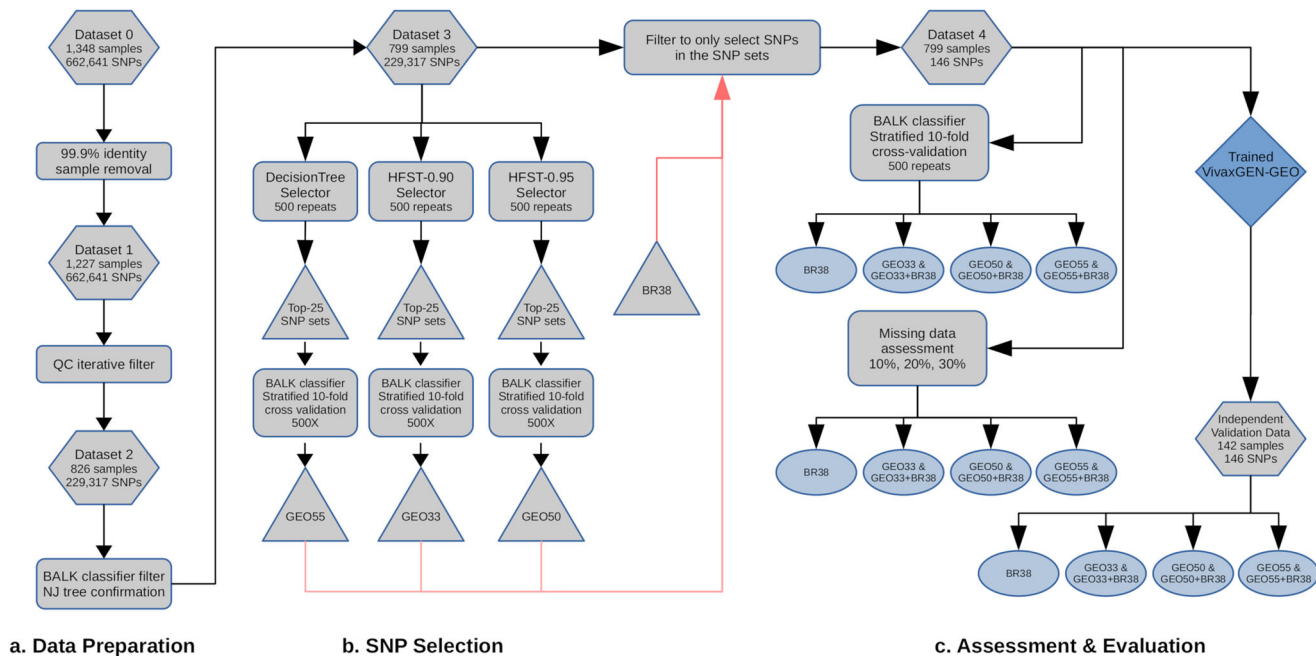 Dataset 0
1,348 samples
662,641 SNPs
99.9% identity
sample removal
Dataset 1
1,227 samples
662,641 SNPs
QC iterative filter
Dataset 2
826 samples
229,317 SNPs
BALK classifier filter
NJ tree confirmation
a. Data Preparation
Dataset 3
799 samples
229,317 SNPs
DecisionTree
Selector
500 repeats
HFST-0.90
Selector
500 repeats
HFST-0.95
Selector
500 repeats
Top-25
SNP sets
Top-25
SNP sets
Top-25
SNP sets
BALK classifier
Stratified 10-fold
cross validation
500X
BALK classifier
Stratified 10-fold
cross validation
500X
BALK classifier
Stratified 10-fold
cross validation
500X
GEO55
GEO33
GEO50
BR38
Filter to only select SNPs
in the SNP sets
b. SNP Selection
Dataset 4
799 samples
146 SNPs
BALK classifier
Stratified 10-fold
cross-validation
500 repeats
BR38
GEO33 &
GEO33+BR38
GEO50 &
GEO50+BR38
GEO55 &
GEO55+BR38
Missing data
assessment
10%, 20%, 30%
BR38
GEO33 &
GEO33+BR38
GEO50 &
GEO50+BR38
GEO55 &
GEO55+BR38
Trained
VivaxGEN-GEO
Independent
Validation Data
142 samples
146 SNPs
BR38
GEO33 &
GEO33+BR38
GEO50 &
GEO50+BR38
GEO55 &
GEO55+BR38
c. Assessment & Evaluation